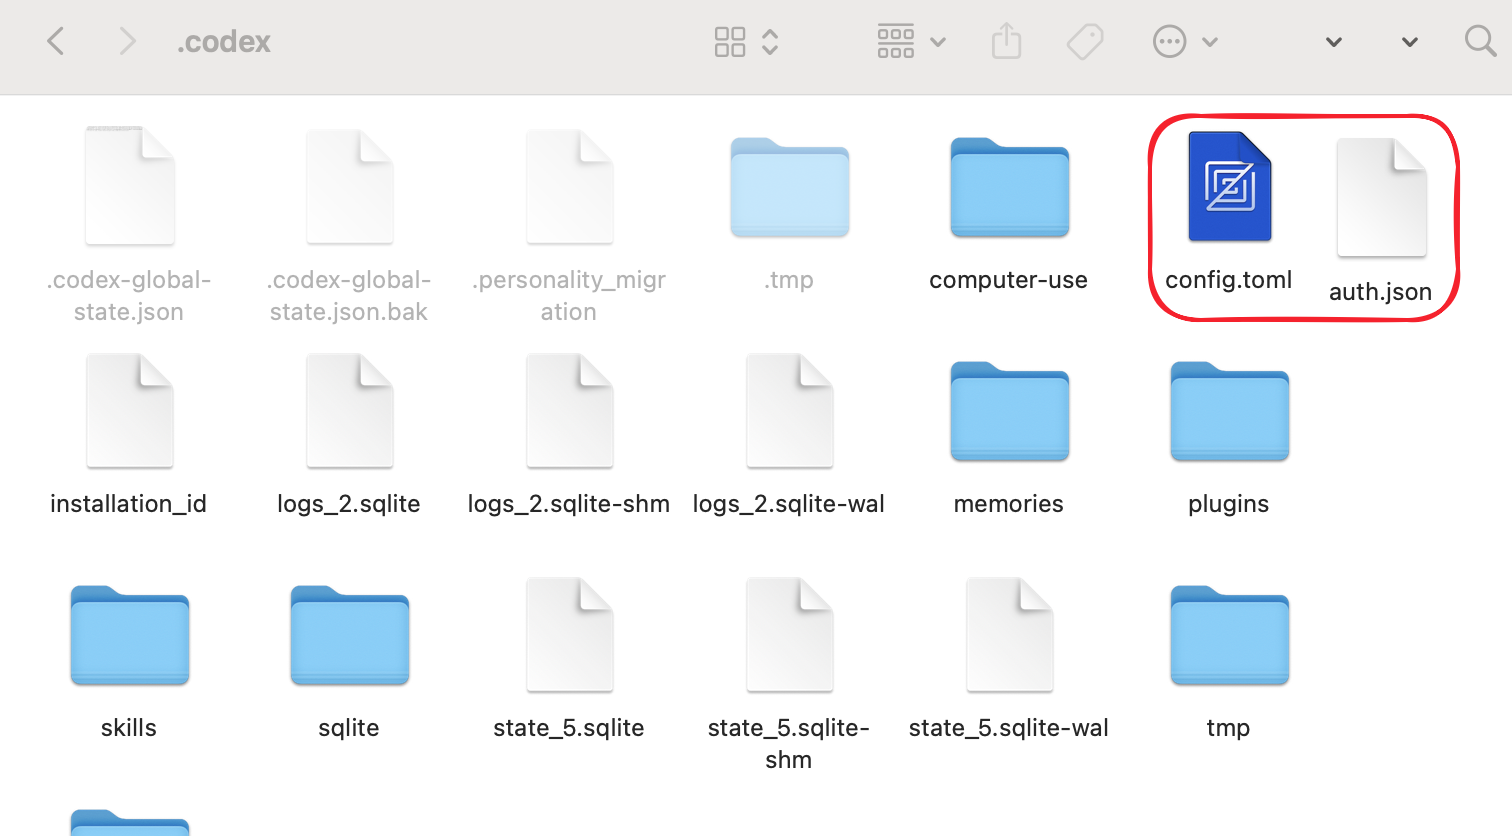 .codex
.codex-global-
state.json
.codex-global-
state.json.bak
.personality_migr
ation
.tmp
computer-use
config.toml
auth.json
installation_id
logs_2.sqlite
logs_2.sqlite-shm
logs_2.sqlite-wal
memories
plugins
skills
sqlite
state_5.sqlite
state_5.sqlite-
shm
state_5.sqlite-wal
tmp